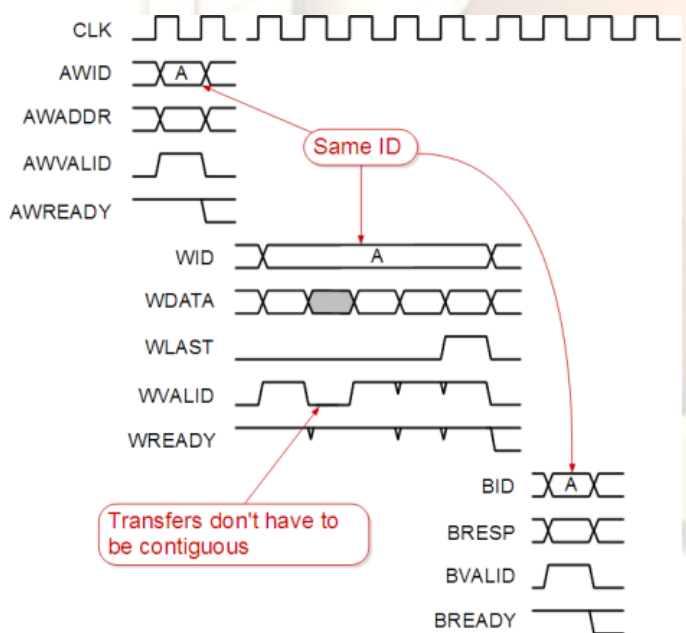 CLK
AWID A
AWADDR
Same ID
AWVALID
AWREADY
WID A
WDATA
WLAST
WVALID
WREADY
BID A
Transfers don't have to
be contiguous
BRESP
BVALID
BREADY